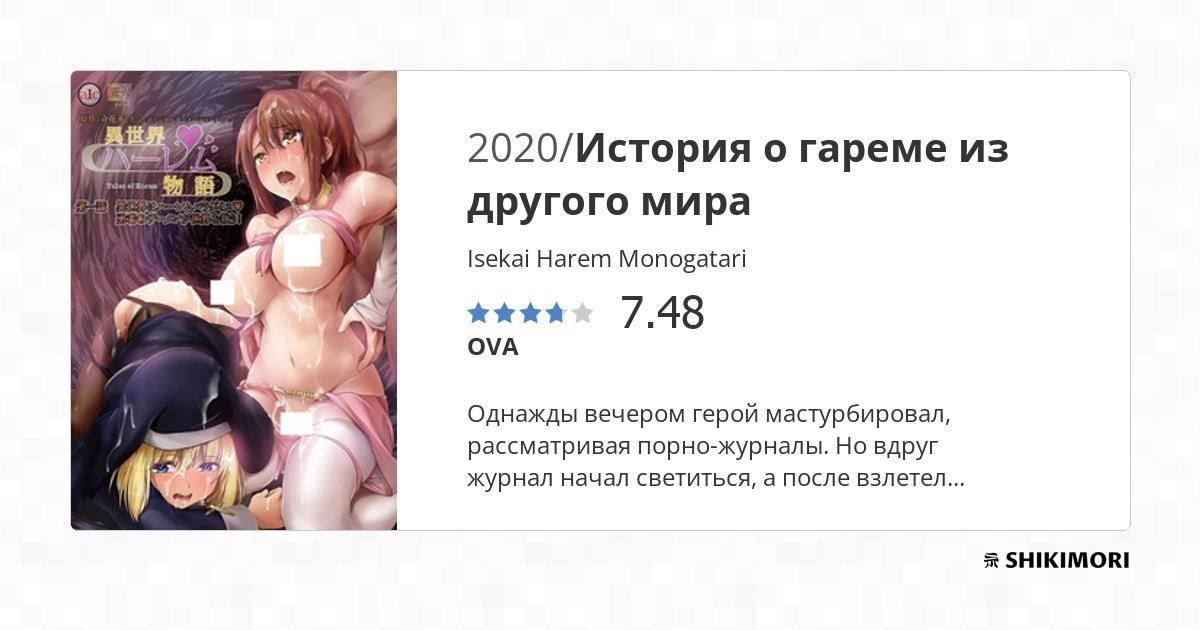 a1c
異世界
ハーレム
Tales of Harem
物語
2020/История о гареме из
другого мира
Isekai Harem Monogatari
7.48
OVA
Однажды вечером герой мастурбировал,
рассматривая порно-журналы. Но вдруг
журнал начал светиться, а после взлетел...
SHIKIMORI